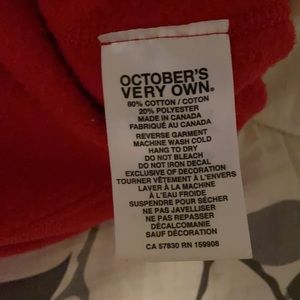 OCTOBER'S
VERY OWN®
80% COTTON / COTON
20% POLYESTER
MADE IN CANADA
FABRIQUÉ AU CANADA
REVERSE GARMENT
MACHINE WASH COLD
HANG TO DRY
DO NOT BLEACH
DO NOT IRON DECAL
EXCLUSIVE OF DECORATION
TOURNER VÊTEMENT À L'ENVERS
LAVER À LA MACHINE
À L'EAU FROIDE
SUSPENDRE POUR SÉCHER
NE PAS JAVELLISER
NE PAS REPASSER
DÉCALCOMANIE
SAUF DÉCORATION
CA 57830 RN 159908